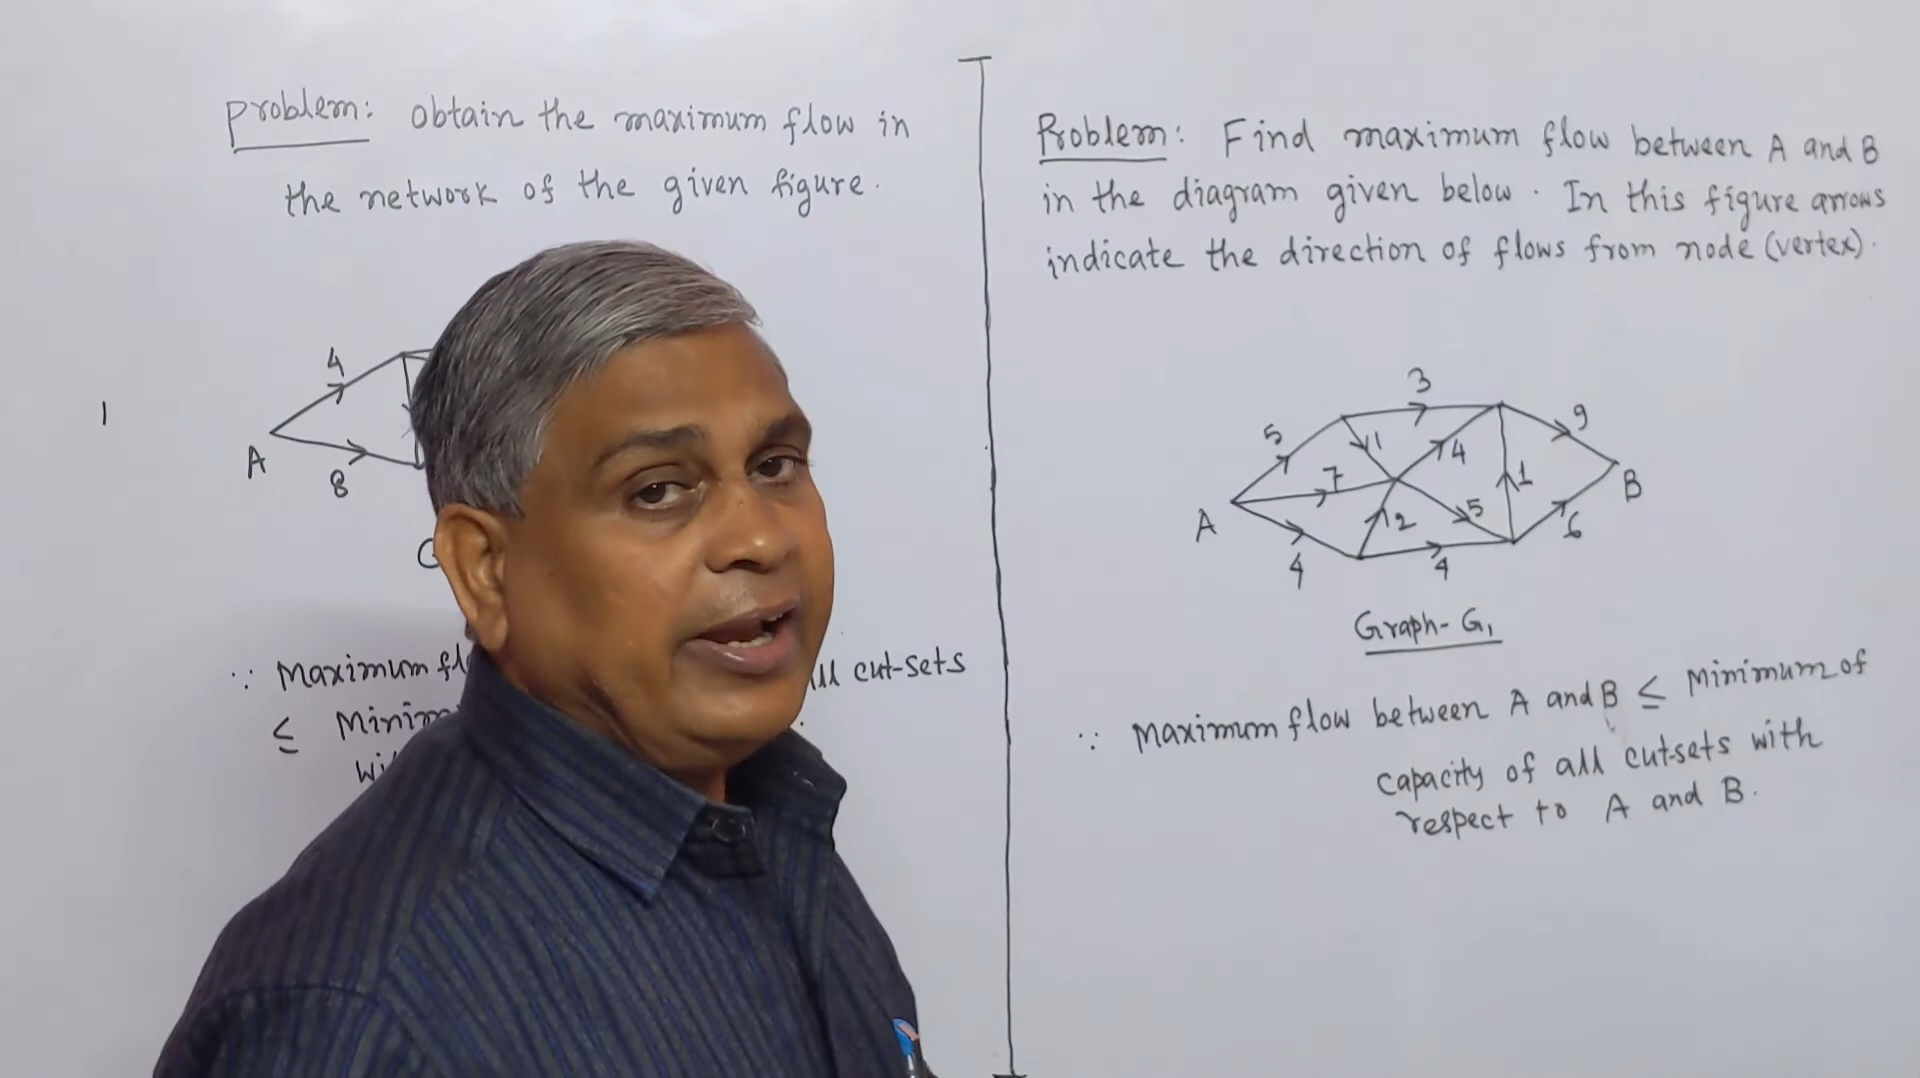 Problem: obtain the maximum flow in
the network of the given figure.
4
A
8
∵ Maximum all cut-sets
≤
Problem: Find maximum flow between A and B
in the diagram given below. In this figure arrows
indicate the direction of flows from node (vertex).
3
5
1
9
4
7
1
B
A
2
5
6
4
4
Graph- G₁
∵ Maximum flow between A and B ≤ Minimum of
capacity of all cut-sets with
respect to A and B.